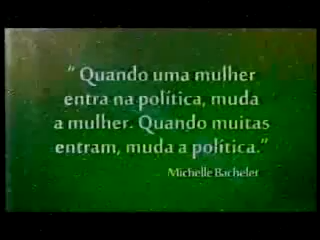 “ Quando uma mulher
entra na política, muda
a mulher. Quando muitas
entram, muda a política.”
Michelle Bachelet